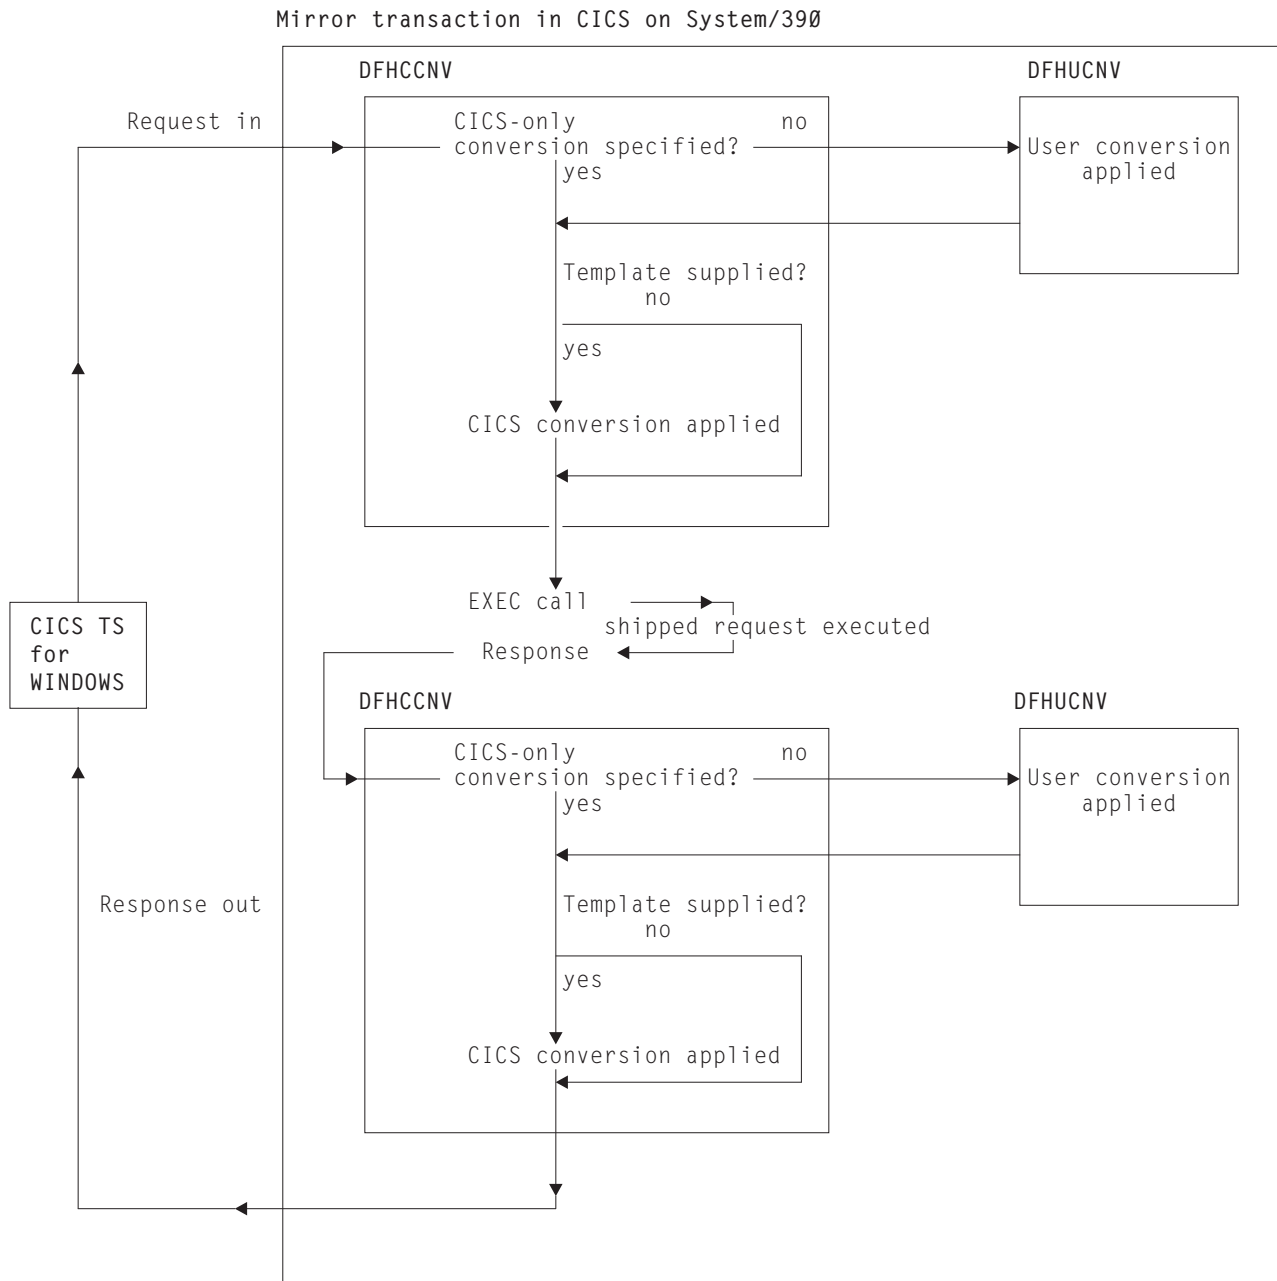 Mirror transaction in CICS on System/390
DFHCCNV
DFHUCNV
Request in
CICS-only
no
conversion specified?
yes
User conversion
applied
Template supplied?
no
yes
CICS conversion applied
EXEC call
shipped request executed
Response
CICS TS
for
WINDOWS
DFHCCNV
DFHUCNV
CICS-only
no
conversion specified?
yes
User conversion
applied
Response out
Template supplied?
no
yes
CICS conversion applied